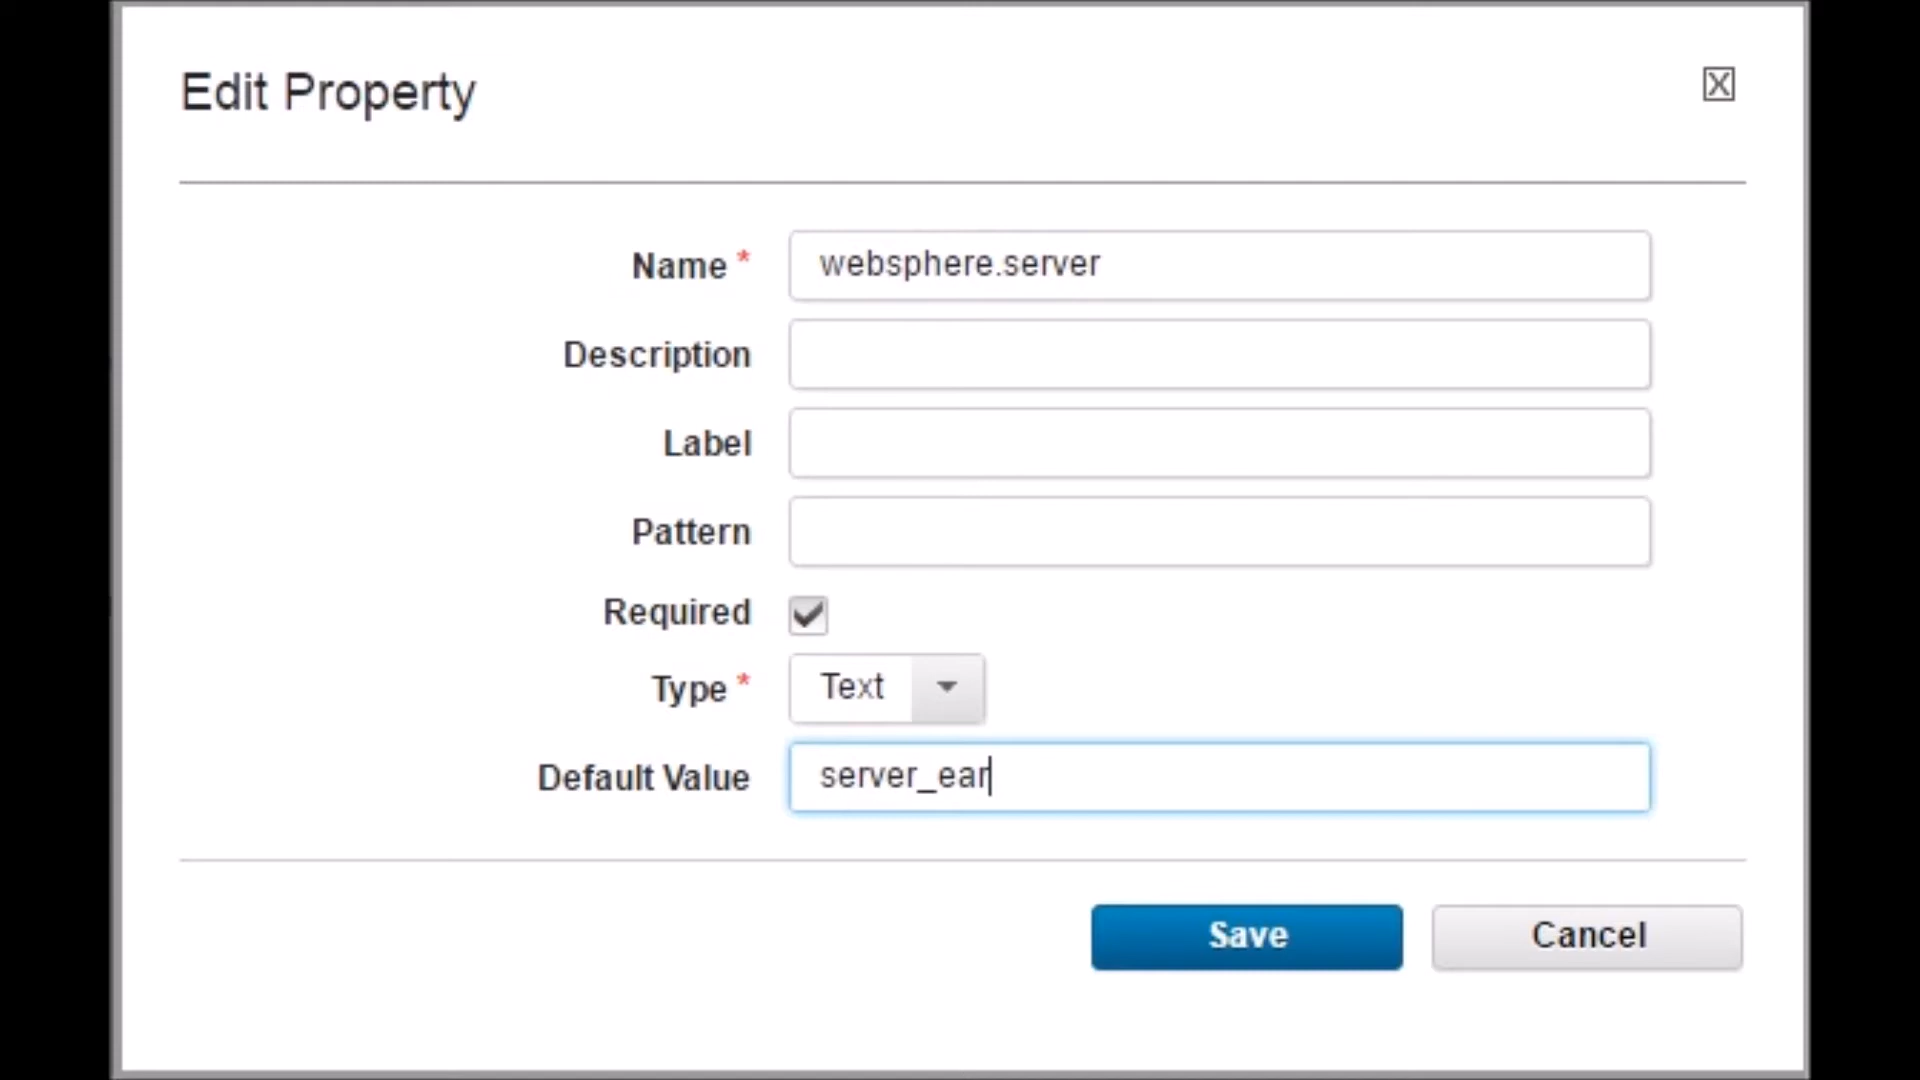 Edit Property
Name * websphere.server
Description
Label
Pattern
Required
Type * Text
Default Value server_ear
Save Cancel